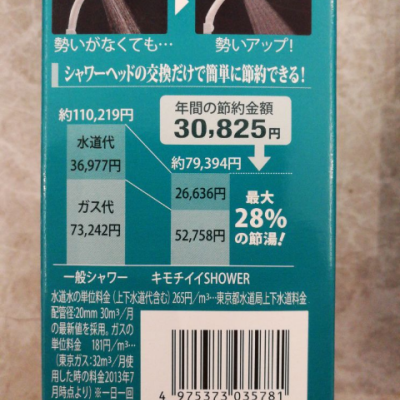 勢いがなくても…
勢いアップ!
シャワーヘッドの交換だけで簡単に節約できる!
年間の節約金額
30,825円
約110,219円
水道代
36,977円
ガス代
73,242円
一般シャワー
約79,394円
26,636円
52,758円
キモチイイSHOWER
最大
28%
の節湯!
水道水の単位料金(上下水道代含む)265円/m³…東京都水道局上下水道料金
配管径:20mm 30m³/月
の最新値を採用。ガスの
単位料金 181円/m³…
(東京ガス:32m³/月使
用した時の料金2013年7
月時点より) ※一日一回
4 975373 035781